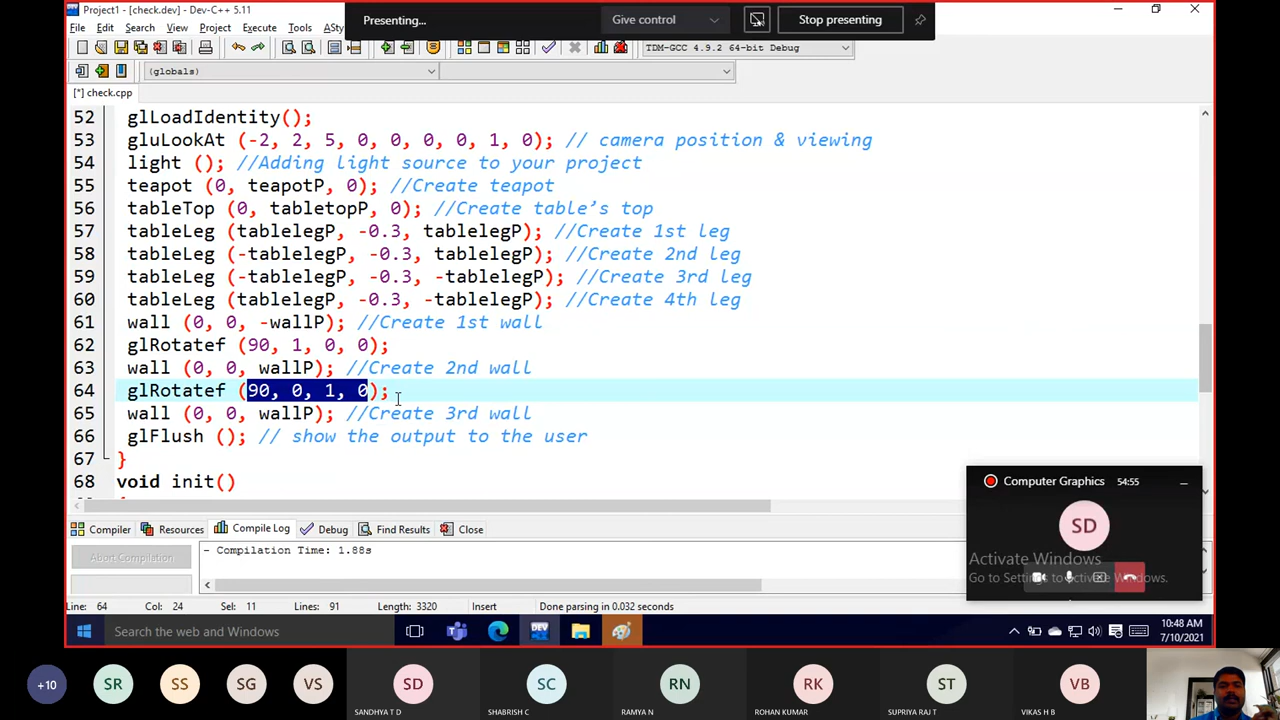 Project1 - [check.dev] - Dev-C++ 5.11
Presenting...
Give control
Stop presenting
File Edit Search View Project Execute Tools ASty
TDM-GCC 4.9.2 64-bit Debug
(globals)
[*] check.cpp
52 glLoadIdentity();
53 gluLookAt (-2, 2, 5, 0, 0, 0, 0, 1, 0); // camera position & viewing
54 light (); //Adding light source to your project
55 teapot (0, teapotP, 0); //Create teapot
56 tableTop (0, tabletopP, 0); //Create table’s top
57 tableLeg (tablelegP, -0.3, tablelegP); //Create 1st leg
58 tableLeg (-tablelegP, -0.3, tablelegP); //Create 2nd leg
59 tableLeg (-tablelegP, -0.3, -tablelegP); //Create 3rd leg
60 tableLeg (tablelegP, -0.3, -tablelegP); //Create 4th leg
61 wall (0, 0, -wallP); //Create 1st wall
62 glRotatef (90, 1, 0, 0);
63 wall (0, 0, wallP); //Create 2nd wall
64 glRotatef (90, 0, 1, 0);
65 wall (0, 0, wallP); //Create 3rd wall
66 glFlush (); // show the output to the user
67 }
68 void init()
Computer Graphics 54:55
SD
Activate Windows
Go to Settings to activate Windows.
Compiler Resources Compile Log Debug Find Results Close
Abort Compilation
- Compilation Time: 1.88s
Line: 64 Col: 24 Sel: 11 Lines: 91 Length: 3320 Insert Done parsing in 0.032 seconds
Search the web and Windows
DEV
10:48 AM
7/10/2021
+10 SR SS SG VS SD SC RN RK ST VB
SANDHYA T D SHABRISH C RAMYA N ROHAN KUMAR SUPRIYA RAJ T VIKAS H B